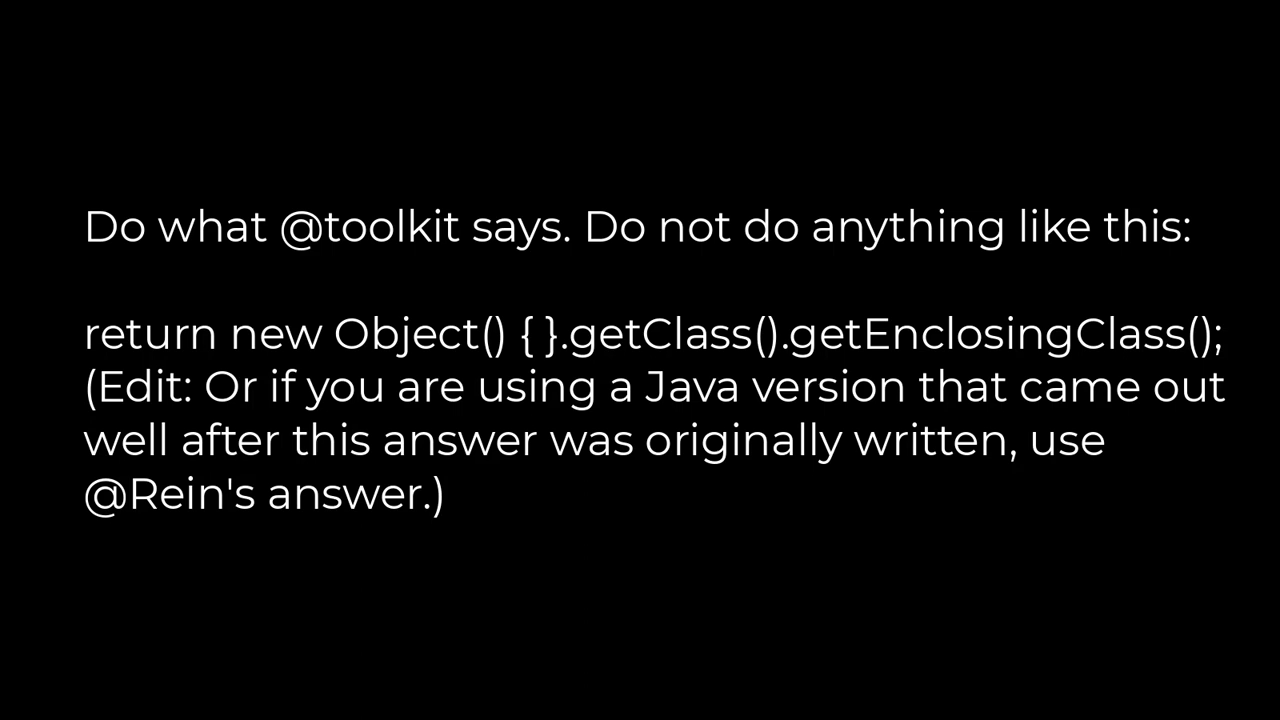 Do what @toolkit says. Do not do anything like this:
return new Object() { }.getClass().getEnclosingClass();
(Edit: Or if you are using a Java version that came out
well after this answer was originally written, use
@Rein's answer.)